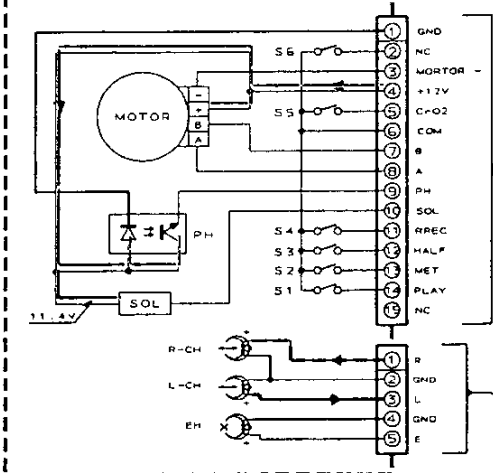 1 GND
S6 2 NC
3 MORTOR -
4 +12V
S5 5 CrO2
6 COM
7 B
8 A
9 PH
10 SOL
S4 11 RREC
S3 12 HALF
S2 13 MET
S1 14 PLAY
15 NC
MOTOR
−
+
B
A
PH
SOL
11.4V
R-CH + 1 R
2 GND
L-CH + 3 L
4 GND
EH + 5 E